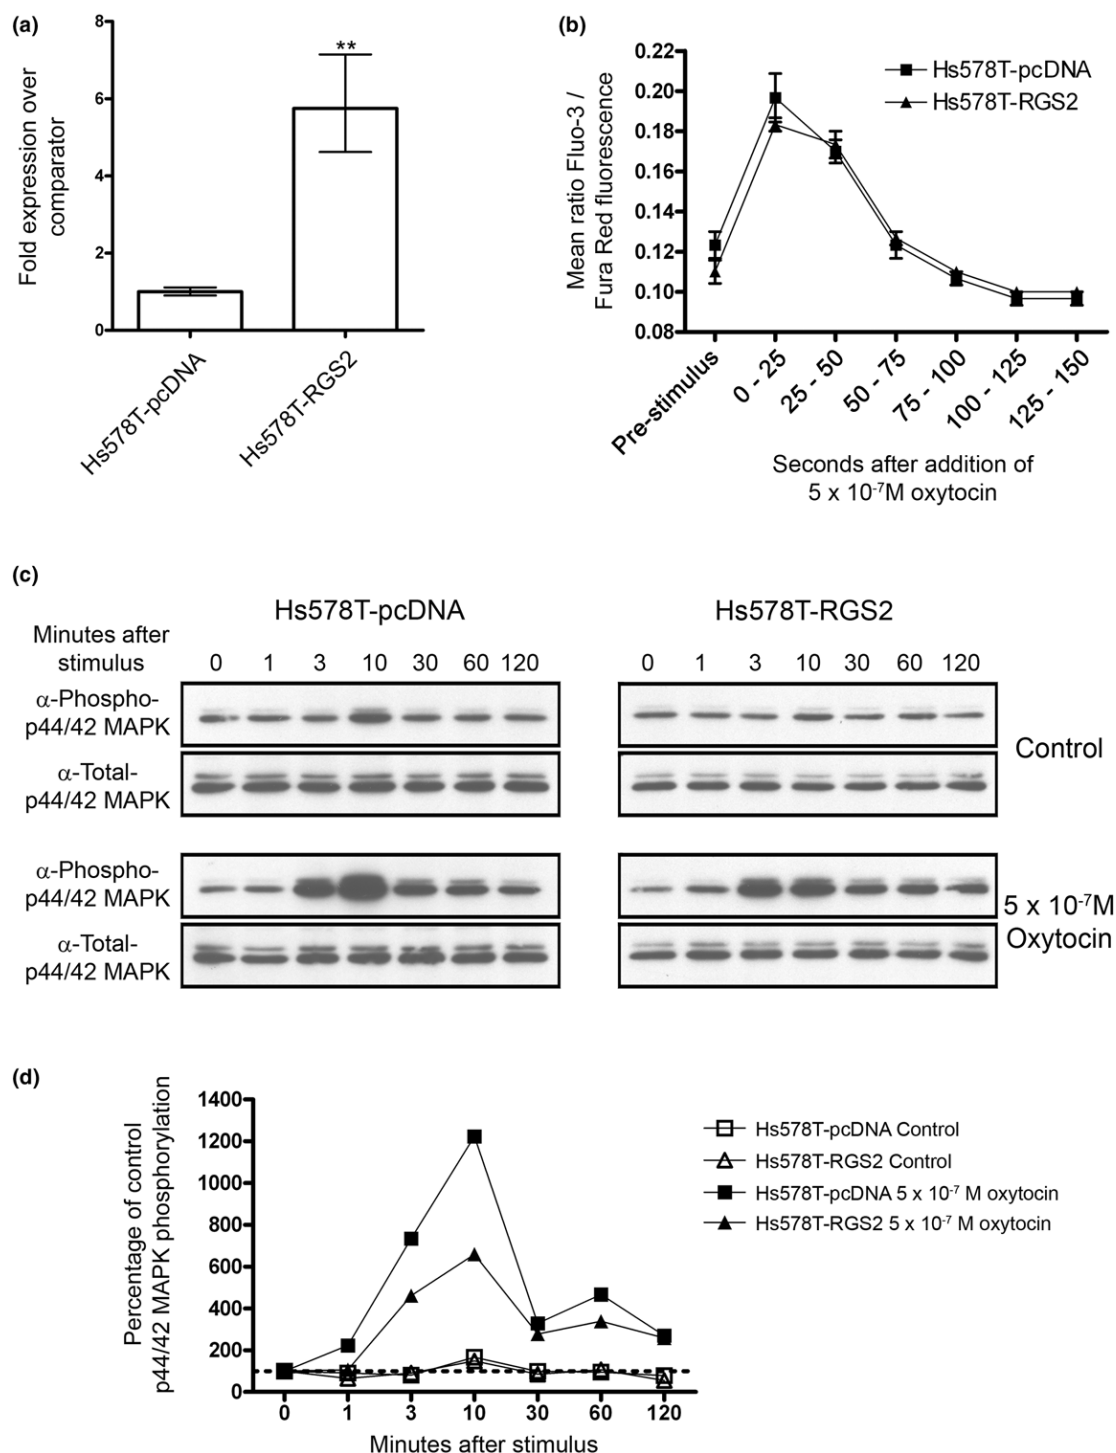 (a)
8
6
4
2
0
Fold expression over
comparator
**
Hs578T-pcDNA
Hs578T-RGS2
(b)
0.22
0.20
0.18
0.16
0.14
0.12
0.10
0.08
Mean ratio Fluo-3 /
Fura Red fluorescence
Hs578T-pcDNA
Hs578T-RGS2
Pre-stimulus
0 - 25
25 - 50
50 - 75
75 - 100
100 - 125
125 - 150
Seconds after addition of
5 x 10⁻⁷M oxytocin
(c)
Hs578T-pcDNA
Hs578T-RGS2
Minutes after
stimulus
0 1 3 10 30 60 120
0 1 3 10 30 60 120
α-Phospho-
p44/42 MAPK
α-Total-
p44/42 MAPK
Control
α-Phospho-
p44/42 MAPK
α-Total-
p44/42 MAPK
5 x 10⁻⁷M
Oxytocin
(d)
Percentage of control
p44/42 MAPK phosphorylation
1400
1200
1000
800
600
400
200
0
0 1 3 10 30 60 120
Minutes after stimulus
Hs578T-pcDNA Control
Hs578T-RGS2 Control
Hs578T-pcDNA 5 x 10⁻⁷ M oxytocin
Hs578T-RGS2 5 x 10⁻⁷ M oxytocin